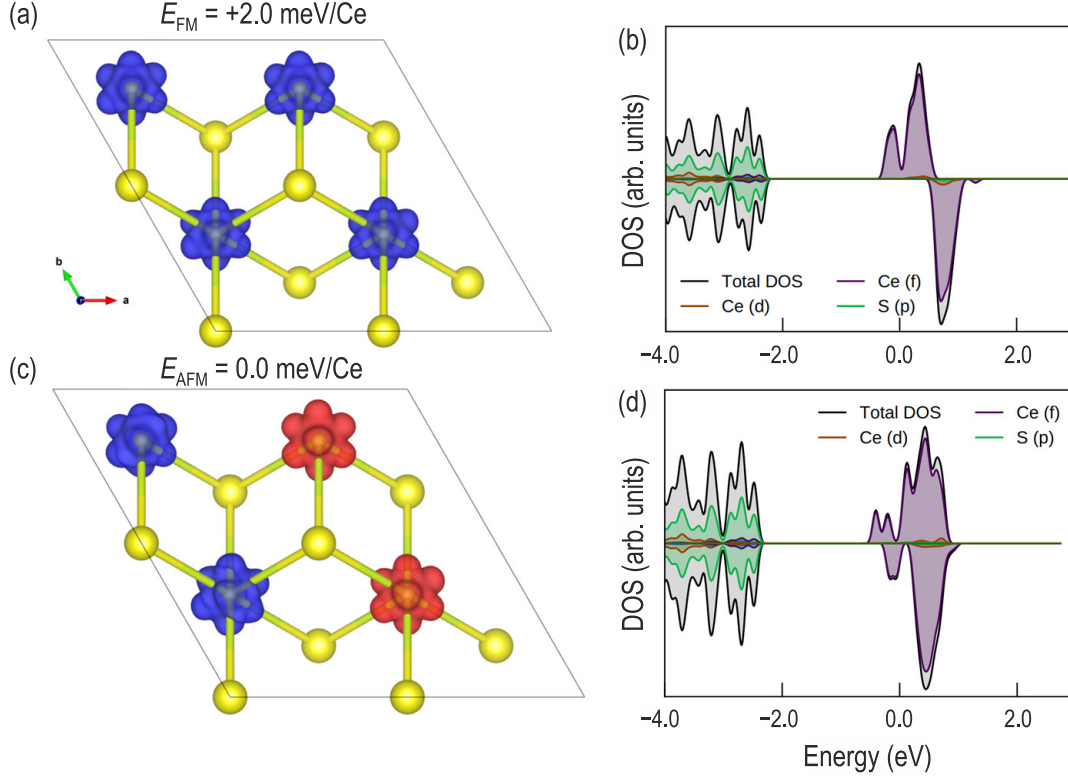 (a)
E_FM = +2.0 meV/Ce
b
c
a
(b)
DOS (arb. units)
Total DOS
Ce (f)
Ce (d)
S (p)
−4.0
−2.0
0.0
2.0
(c)
E_AFM = 0.0 meV/Ce
(d)
DOS (arb. units)
Total DOS
Ce (f)
Ce (d)
S (p)
−4.0
−2.0
0.0
2.0
Energy (eV)